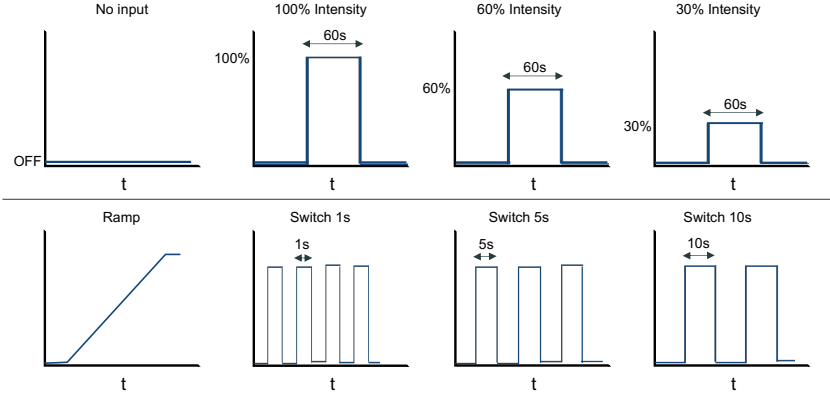 No input
100% Intensity
60% Intensity
30% Intensity
60s
100%
60s
60%
60s
30%
OFF
t
t
t
t
Ramp
Switch 1s
Switch 5s
Switch 10s
1s
5s
10s
t
t
t
t